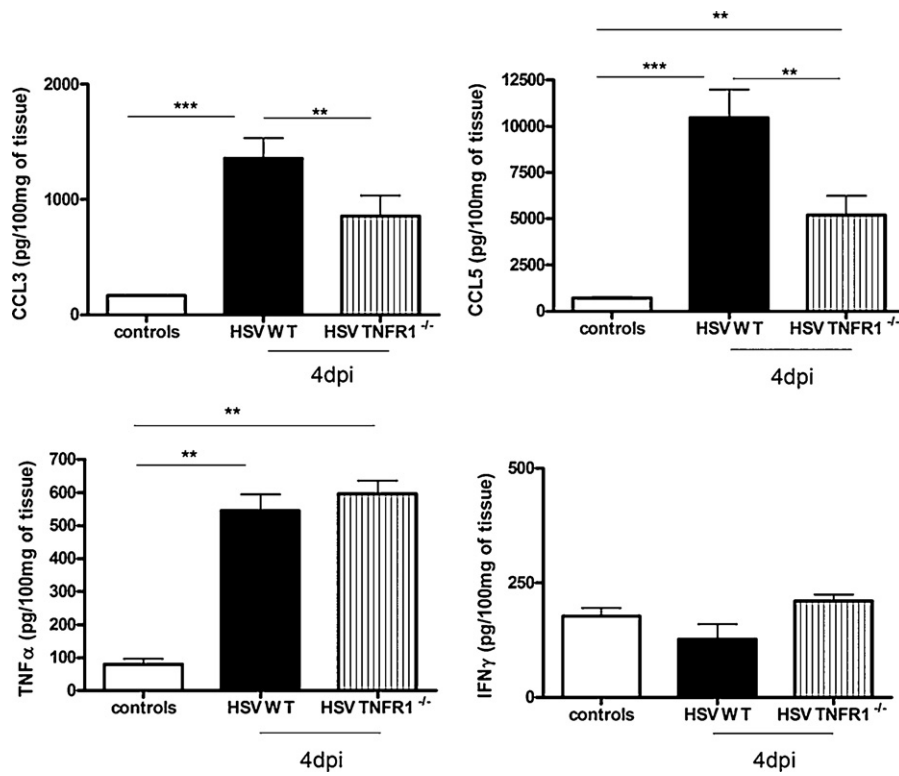 **
*** **
2000
1000
0
CCL3 (pg/100mg of tissue)
controls HSV WT HSV TNFR1 -/-
4dpi
**
*** **
12500
10000
7500
5000
2500
0
CCL5 (pg/100mg of tissue)
controls HSV WT HSV TNFR1 -/-
4dpi
**
**
700
600
500
400
300
200
100
0
TNFα (pg/100mg of tissue)
controls HSV WT HSV TNFR1 -/-
4dpi
500
250
0
IFNγ (pg/100mg of tissue)
controls HSV WT HSV TNFR1 -/-
4dpi